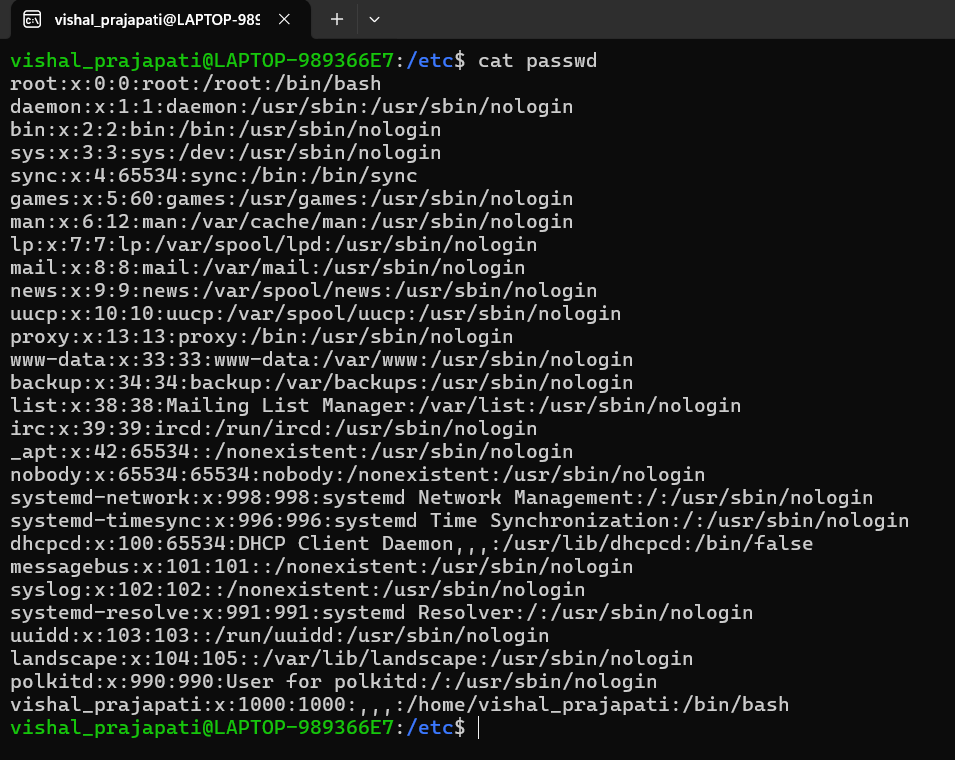 vishal_prajapati@LAPTOP-989
vishal_prajapati@LAPTOP-989366E7:/etc$ cat passwd
root:x:0:0:root:/root:/bin/bash
daemon:x:1:1:daemon:/usr/sbin:/usr/sbin/nologin
bin:x:2:2:bin:/bin:/usr/sbin/nologin
sys:x:3:3:sys:/dev:/usr/sbin/nologin
sync:x:4:65534:sync:/bin:/bin/sync
games:x:5:60:games:/usr/games:/usr/sbin/nologin
man:x:6:12:man:/var/cache/man:/usr/sbin/nologin
lp:x:7:7:lp:/var/spool/lpd:/usr/sbin/nologin
mail:x:8:8:mail:/var/mail:/usr/sbin/nologin
news:x:9:9:news:/var/spool/news:/usr/sbin/nologin
uucp:x:10:10:uucp:/var/spool/uucp:/usr/sbin/nologin
proxy:x:13:13:proxy:/bin:/usr/sbin/nologin
www-data:x:33:33:www-data:/var/www:/usr/sbin/nologin
backup:x:34:34:backup:/var/backups:/usr/sbin/nologin
list:x:38:38:Mailing List Manager:/var/list:/usr/sbin/nologin
irc:x:39:39:ircd:/run/ircd:/usr/sbin/nologin
_apt:x:42:65534::/nonexistent:/usr/sbin/nologin
nobody:x:65534:65534:nobody:/nonexistent:/usr/sbin/nologin
systemd-network:x:998:998:systemd Network Management:/:/usr/sbin/nologin
systemd-timesync:x:996:996:systemd Time Synchronization:/:/usr/sbin/nologin
dhcpcd:x:100:65534:DHCP Client Daemon,,,:/usr/lib/dhcpcd:/bin/false
messagebus:x:101:101::/nonexistent:/usr/sbin/nologin
syslog:x:102:102::/nonexistent:/usr/sbin/nologin
systemd-resolve:x:991:991:systemd Resolver:/:/usr/sbin/nologin
uuidd:x:103:103::/run/uuidd:/usr/sbin/nologin
landscape:x:104:105::/var/lib/landscape:/usr/sbin/nologin
polkitd:x:990:990:User for polkitd:/:/usr/sbin/nologin
vishal_prajapati:x:1000:1000:,,,:/home/vishal_prajapati:/bin/bash
vishal_prajapati@LAPTOP-989366E7:/etc$